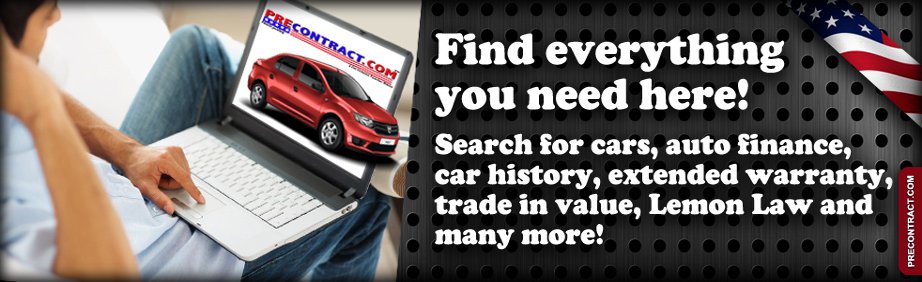 PRECONTRACT.COM
Find everything
you need here!
Search for cars, auto finance,
car history, extended warranty,
trade in value, Lemon Law and
many more!
PRECONTRACT.COM